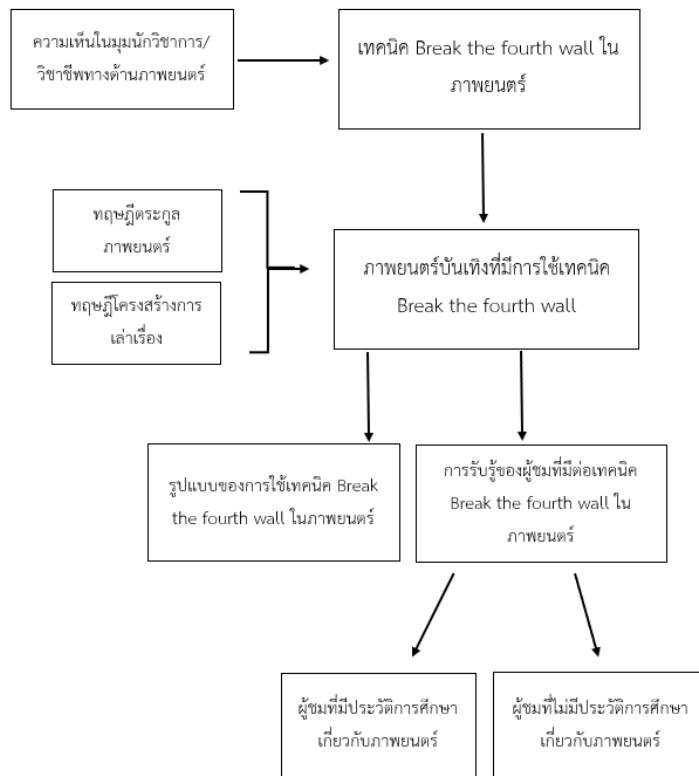 ความเห็นในมุมนักวิชาการ/
วิชาชีพทางด้านภาพยนตร์
เทคนิค Break the fourth wall ใน
ภาพยนตร์
ทฤษฎีตระกูล
ภาพยนตร์
ทฤษฎีโครงสร้างการ
เล่าเรื่อง
ภาพยนตร์บันเทิงที่มีการใช้เทคนิค
Break the fourth wall
รูปแบบของการใช้เทคนิค Break
the fourth wall ในภาพยนตร์
การรับรู้ของผู้ชมที่มีต่อเทคนิค
Break the fourth wall ใน
ภาพยนตร์
ผู้ชมที่มีประวัติการศึกษา
เกี่ยวกับภาพยนตร์
ผู้ชมที่ไม่มีประวัติการศึกษา
เกี่ยวกับภาพยนตร์